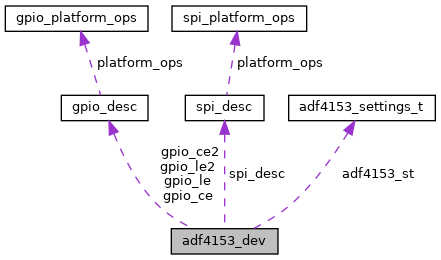 gpio_platform_ops
spi_platform_ops
platform_ops
platform_ops
gpio_desc
spi_desc
adf4153_settings_t
gpio_ce2
gpio_le2
gpio_le
gpio_ce
spi_desc
adf4153_st
adf4153_dev